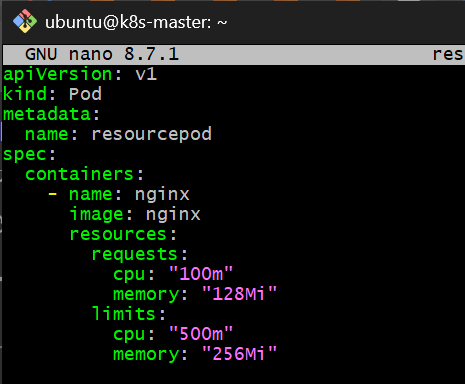 ubuntu@k8s-master: ~
GNU nano 8.7.1 res
apiVersion: v1
kind: Pod
metadata:
  name: resourcepod
spec:
  containers:
    - name: nginx
      image: nginx
      resources:
        requests:
          cpu: "100m"
          memory: "128Mi"
        limits:
          cpu: "500m"
          memory: "256Mi"